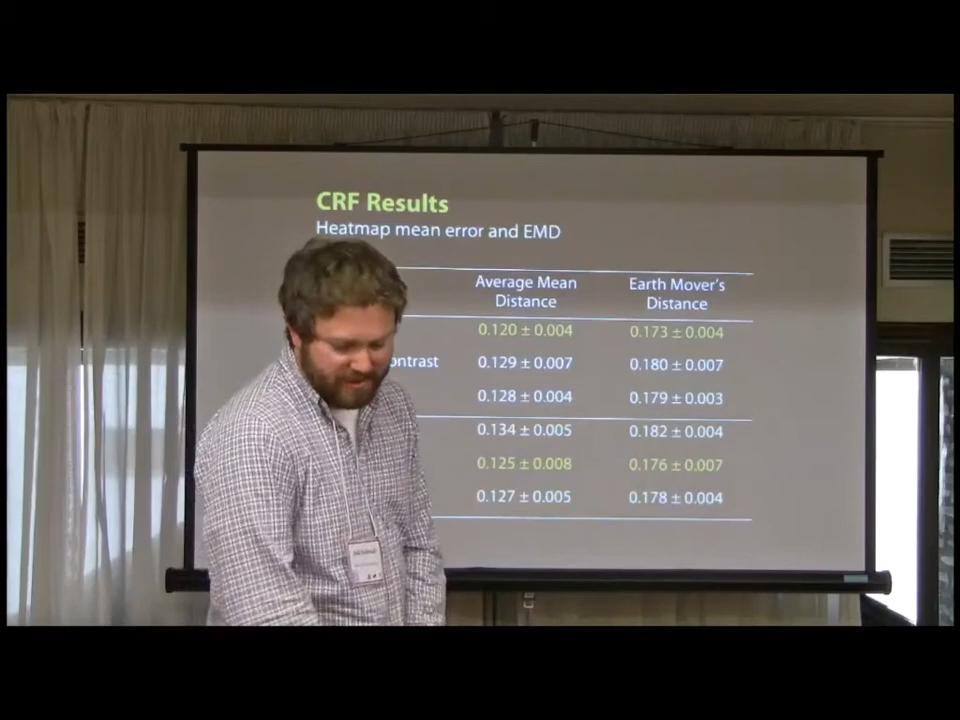 CRF Results
Heatmap mean error and EMD
Average Mean Distance
Earth Mover's Distance
0.120 ± 0.004 0.173 ± 0.004
ontrast 0.129 ± 0.007 0.180 ± 0.007
0.128 ± 0.004 0.179 ± 0.003
0.134 ± 0.005 0.182 ± 0.004
0.125 ± 0.008 0.176 ± 0.007
0.127 ± 0.005 0.178 ± 0.004